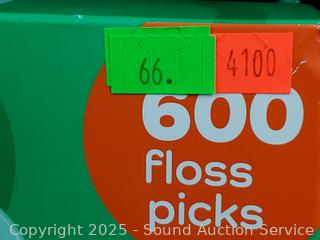 66.
4100
600
floss
picks
Copyright 2025 - Sound Auction Service